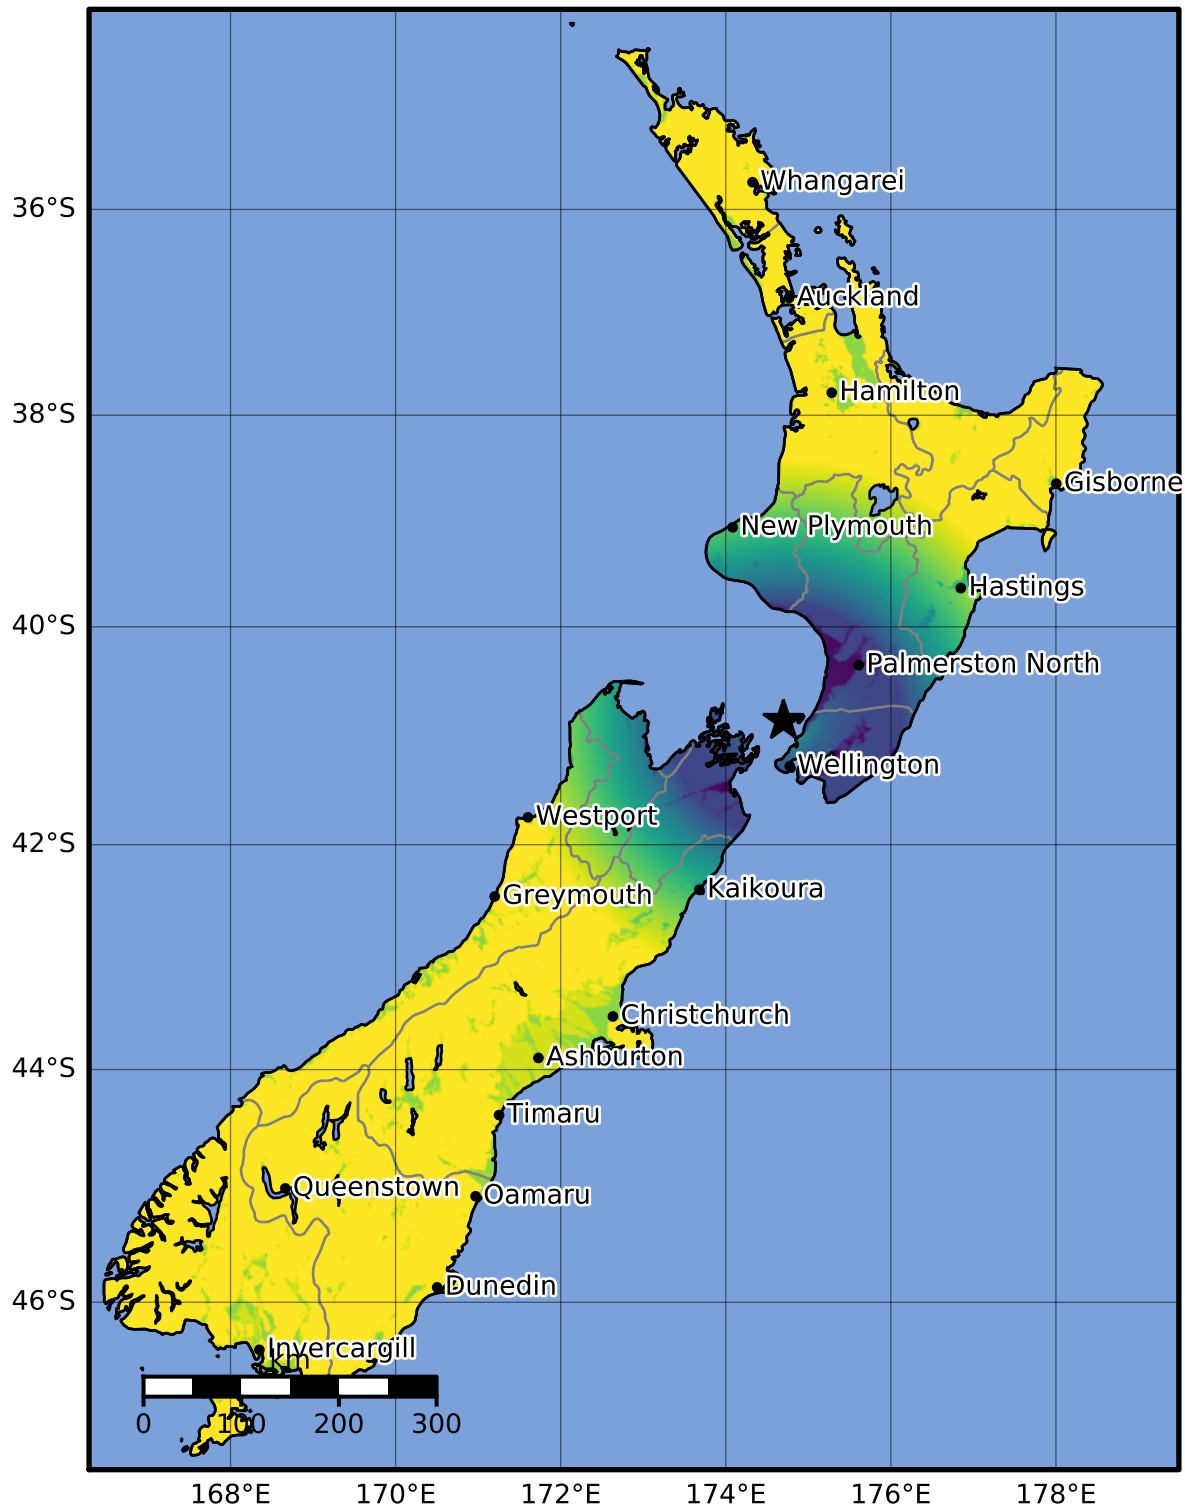 Whangarei
36°S
Auckland
Hamilton
38°S
Gisborne
New Plymouth
Hastings
40°S
Palmerston North
Wellington
Westport
42°S
Kaikoura
Greymouth
Christchurch
Ashburton
44°S
Timaru
Queenstown
Oamaru
Dunedin
46°S
Invercargill
km
0 100 200 300
168°E 170°E 172°E 174°E 176°E 178°E